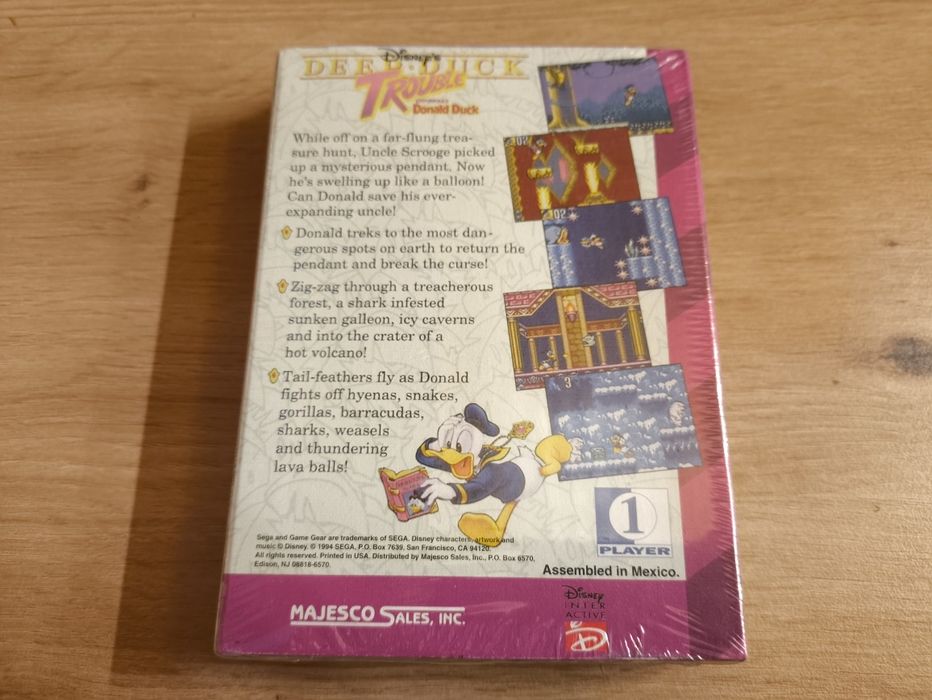 Disney's
DEEP DUCK
TROUBLE
Donald Duck
While off on a far-flung trea-
sure hunt, Uncle Scrooge picked
up a mysterious pendant. Now
he's swelling up like a balloon!
Can Donald save his ever-
expanding uncle!
Donald treks to the most dan-
gerous spots on earth to return the
pendant and break the curse!
Zig-zag through a treacherous
forest, a shark infested
sunken galleon, icy caverns
and into the crater of a
hot volcano!
Tail-feathers fly as Donald
fights off hyenas, snakes,
gorillas, barracudas,
sharks, weasels
and thundering
lava balls!
02
02
3
1
PLAYER
Sega and Game Gear are trademarks of SEGA. Disney characters, artwork and
music © Disney. © 1994 SEGA, P.O. Box 7639, San Francisco, CA 94120.
All rights reserved. Printed in USA. Distributed by Majesco Sales, Inc., P.O. Box 6570,
Edison, NJ 08818-6570.
Assembled in Mexico.
MAJESCO SALES, INC.
Disney
INTER
ACTIVE
D